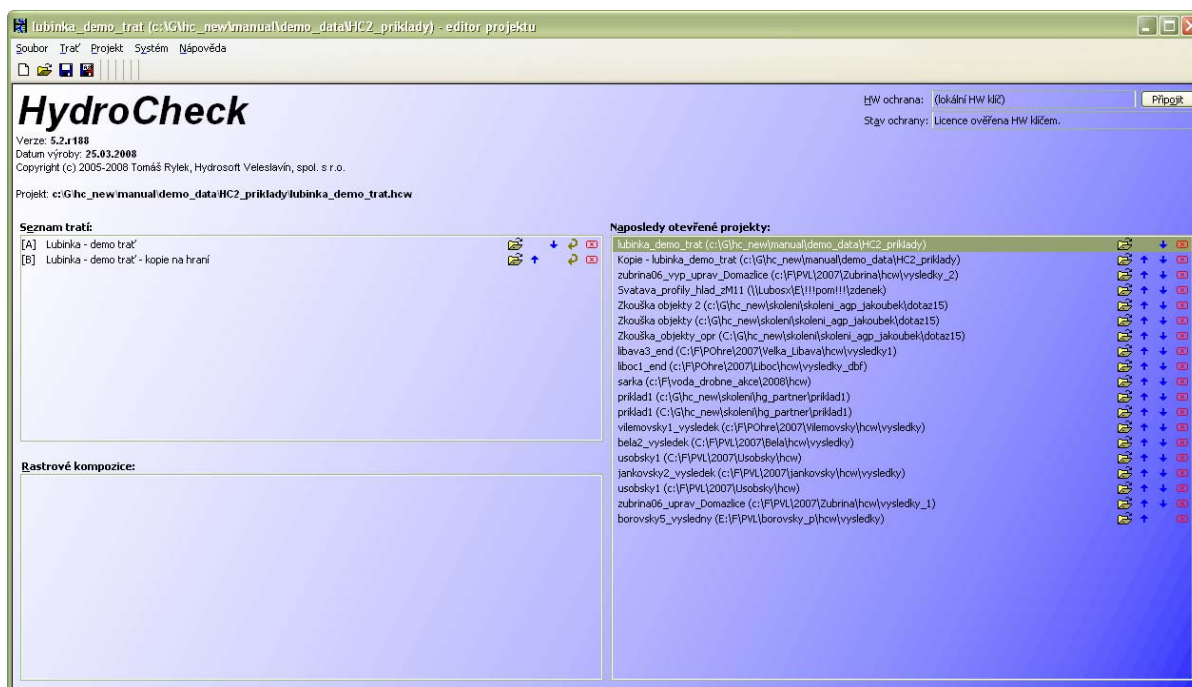 lubinka_demo_trat (c:\G\hc_new\manual\demo_data\HC2_priklady) - editor projektu
Soubor Trať Projekt Systém Nápověda
HydroCheck
HW ochrana: (lokální HW klíč) Připojit
Stav ochrany: Licence ověřena HW klíčem.
Verze: 5.2.r188
Datum výroby: 25.03.2008
Copyright (c) 2005-2008 Tomáš Rylek, Hydrosoft Veleslavín, spol. s r.o.
Projekt: c:\G\hc_new\manual\demo_data\HC2_priklady\lubinka_demo_trat.hcw
Seznam tratí:
[A] Lubinka - demo trať
[B] Lubinka - demo trať - kopie na hraní
Rastrové kompozice:
Naposledy otevřené projekty:
lubinka_demo_trat (c:\G\hc_new\manual\demo_data\HC2_priklady)
Kopie - lubinka_demo_trat (c:\G\hc_new\manual\demo_data\HC2_priklady)
zubrina06_vyp_uprav_Domazlice (c:\F\PVL\2007\Zubrina\hcw\vysledky_2)
Svatava_profily_hlad_zM11 (\\Lubosx\E\!!!pom!!!\zdenek)
Zkouška objekty 2 (c:\G\hc_new\skoleni\skoleni_agp_jakoubek\dotaz15)
Zkouška objekty (c:\G\hc_new\skoleni\skoleni_agp_jakoubek\dotaz15)
Zkouška_objekty_opr (C:\G\hc_new\skoleni\skoleni_agp_jakoubek\dotaz15)
libava3_end (C:\F\POhre\2007\Velka_Libava\hcw\vysledky1)
liboc1_end (c:\F\POhre\2007\Liboc\hcw\vysledky_dbf)
sarka (c:\F\voda_drobne_akce\2008\hcw)
priklad1 (c:\G\hc_new\skoleni\hg_partner\priklad1)
priklad1 (C:\G\hc_new\skoleni\hg_partner\priklad1)
vilemovsky1_vysledek (c:\F\POhre\2007\Vilemovsky\hcw\vysledky)
bela2_vysledek (C:\F\PVL\2007\Bela\hcw\vysledky)
usobsky1 (C:\F\PVL\2007\Usobsky\hcw)
jankovsky2_vysledek (c:\F\PVL\2007\jankovsky\hcw\vysledky)
usobsky1 (c:\F\PVL\2007\Usobsky\hcw)
zubrina06_uprav_Domazlice (c:\F\PVL\2007\Zubrina\hcw\vysledky_1)
borovsky5_vysledny (E:\F\PVL\borovsky_p\hcw\vysledky)